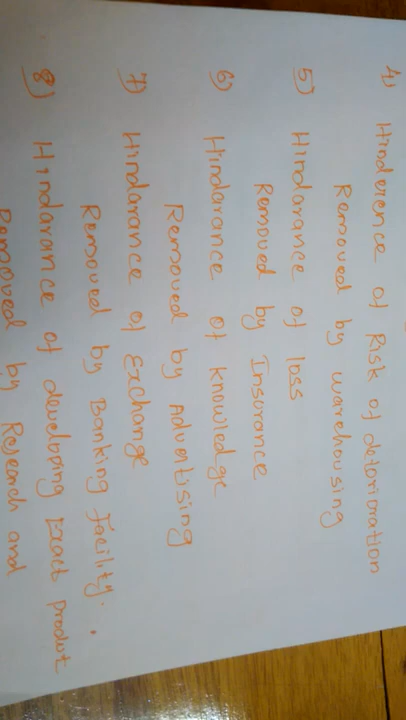 4) Hinderence of Risk of detorioration
Removed by warehousing
5) Hindarance of loss
Removed by Insurance
6) Hindarance of knowledge
Removed by Advertising
7) Hindarance of Exchange
Removed by Banking facility.
8) Hindarance of developing Exact product
Removed by Research and